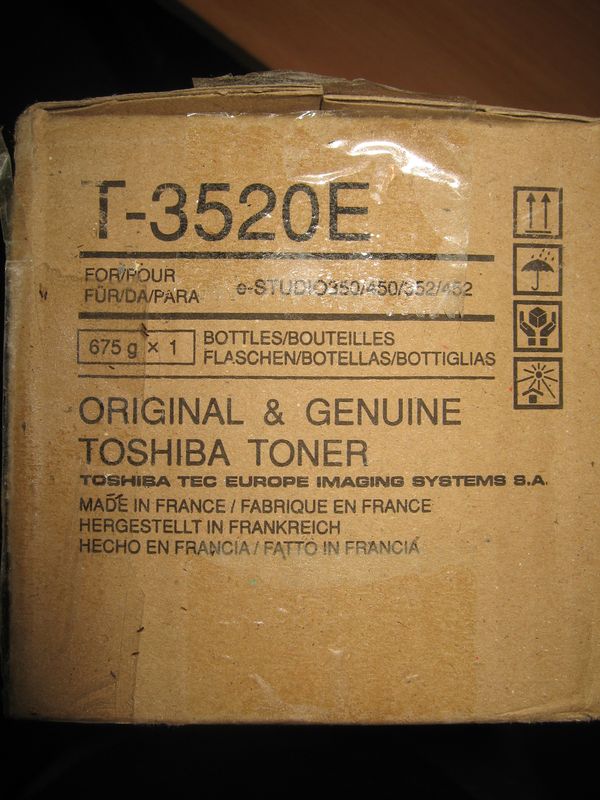 T-3520E
FOR/POUR
FÜR/DA/PARA
e-STUDIO350/450/352/452
675 g × 1
BOTTLES/BOUTEILLES
FLASCHEN/BOTELLAS/BOTTIGLIAS
ORIGINAL & GENUINE
TOSHIBA TONER
TOSHIBA TEC EUROPE IMAGING SYSTEMS S.A.
MADE IN FRANCE / FABRIQUE EN FRANCE
HERGESTELLT IN FRANKREICH
HECHO EN FRANCIA / FATTO IN FRANCIA